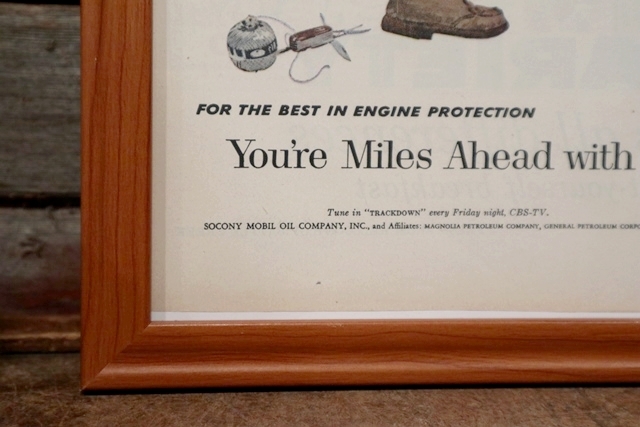 FOR THE BEST IN ENGINE PROTECTION
You're Miles Ahead with
Tune in "TRACKDOWN" every Friday night, CBS-TV.
SOCONY MOBIL OIL COMPANY, INC., and Affiliates: MAGNOLIA PETROLEUM COMPANY, GENERAL PETROLEUM CORPO